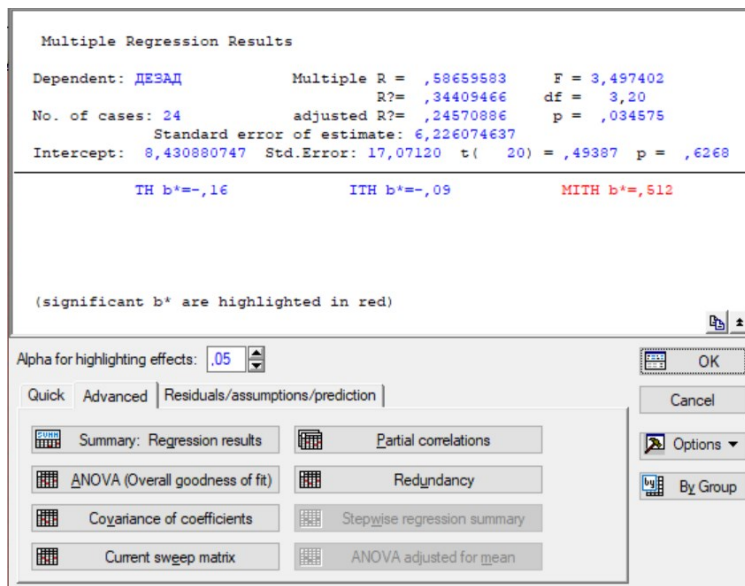 Multiple Regression Results
Dependent: ДЕЗАД Multiple R = ,58659583 F = 3,497402
R?= ,34409466 df = 3,20
No. of cases: 24 adjusted R?= ,24570886 p = ,034575
Standard error of estimate: 6,226074637
Intercept: 8,430880747 Std.Error: 17,07120 t( 20) = ,49387 p = ,6268
TH b*=-,16 ITH b*=-,09 MITH b*=,512
(significant b* are highlighted in red)
Alpha for highlighting effects: ,05
OK
Quick Advanced Residuals/assumptions/prediction
Cancel
Summary: Regression results Partial correlations
Options
ANOVA (Overall goodness of fit) Redundancy
By Group
Covariance of coefficients Stepwise regression summary
Current sweep matrix ANOVA adjusted for mean